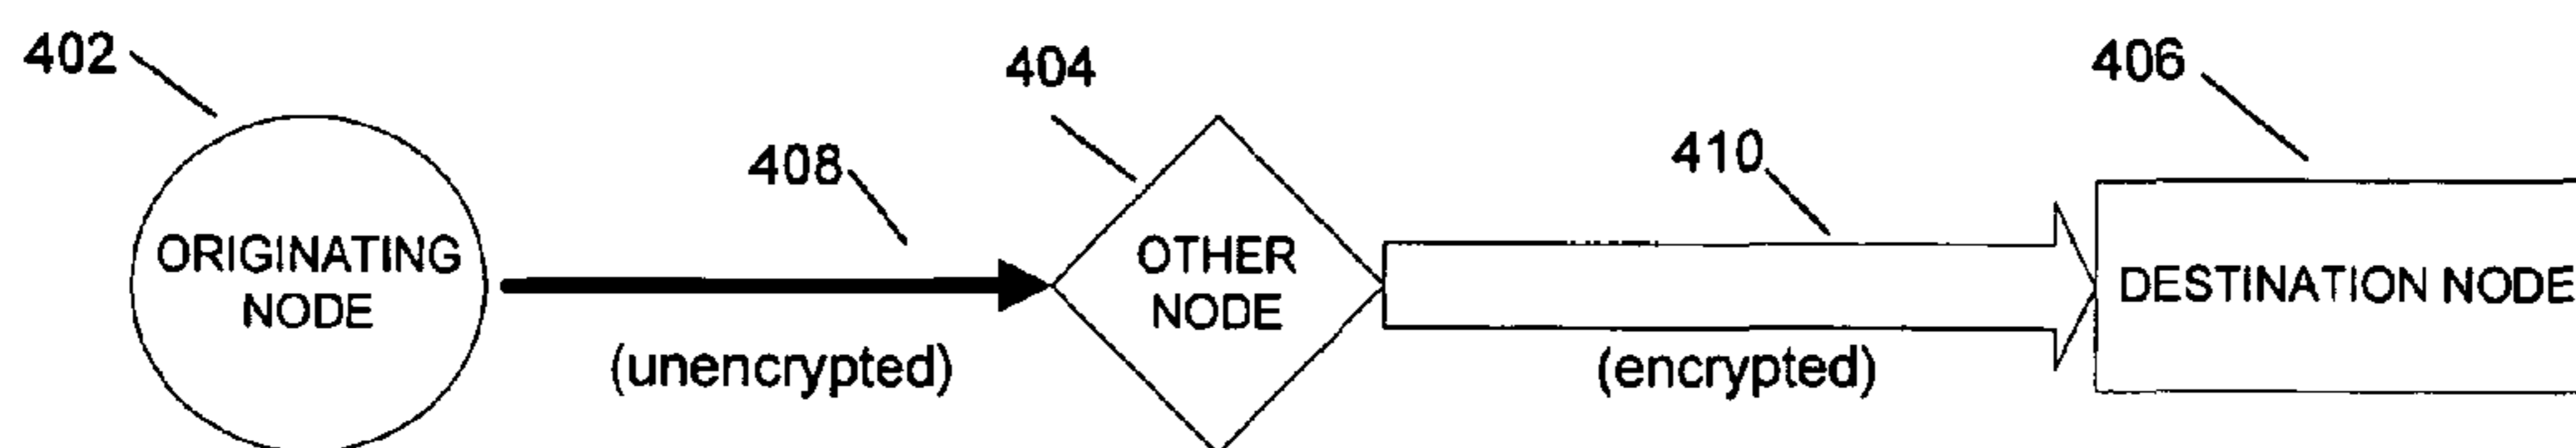 402
404
406
408
410
ORIGINATING
NODE
OTHER
NODE
DESTINATION NODE
(unencrypted)
(encrypted)